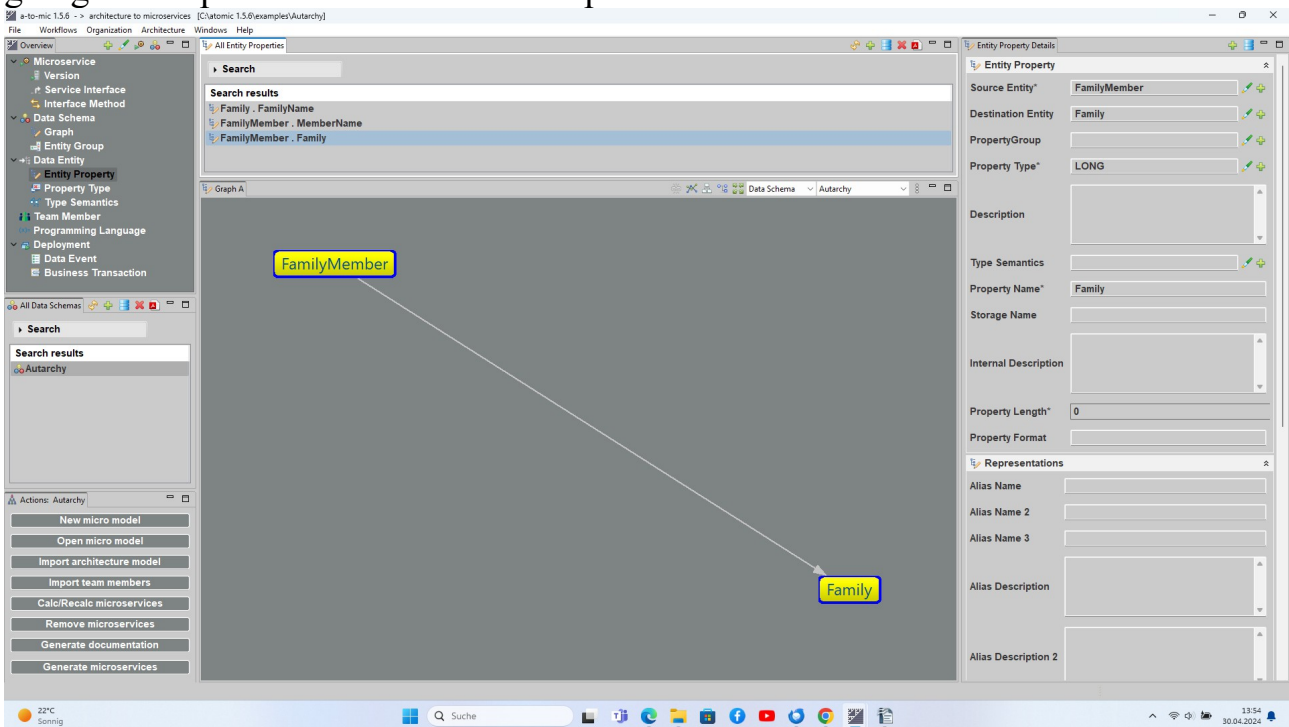 a-to-mic 1.5.6 - > architecture to microservices [C:\atomic 1.5.6\examples\Autarchy]
File Workflows Organization Architecture Windows Help
Overview
Microservice
Version
Service Interface
Interface Method
Data Schema
Graph
Entity Group
Data Entity
Entity Property
Property Type
Type Semantics
Team Member
Programming Language
Deployment
Data Event
Business Transaction
All Data Schemas
Search
Search results
Autarchy
Actions: Autarchy
New micro model
Open micro model
Import architecture model
Import team members
Calc/Recalc microservices
Remove microservices
Generate documentation
Generate microservices
All Entity Properties
Search
Search results
Family . FamilyName
FamilyMember . MemberName
FamilyMember . Family
Graph A
Data Schema Autarchy
FamilyMember
Family
Entity Property Details
Entity Property
Source Entity* FamilyMember
Destination Entity Family
PropertyGroup
Property Type* LONG
Description
Type Semantics
Property Name* Family
Storage Name
Internal Description
Property Length* 0
Property Format
Representations
Alias Name
Alias Name 2
Alias Name 3
Alias Description
Alias Description 2
22°C
Sonnig
Suche
13:54
30.04.2024